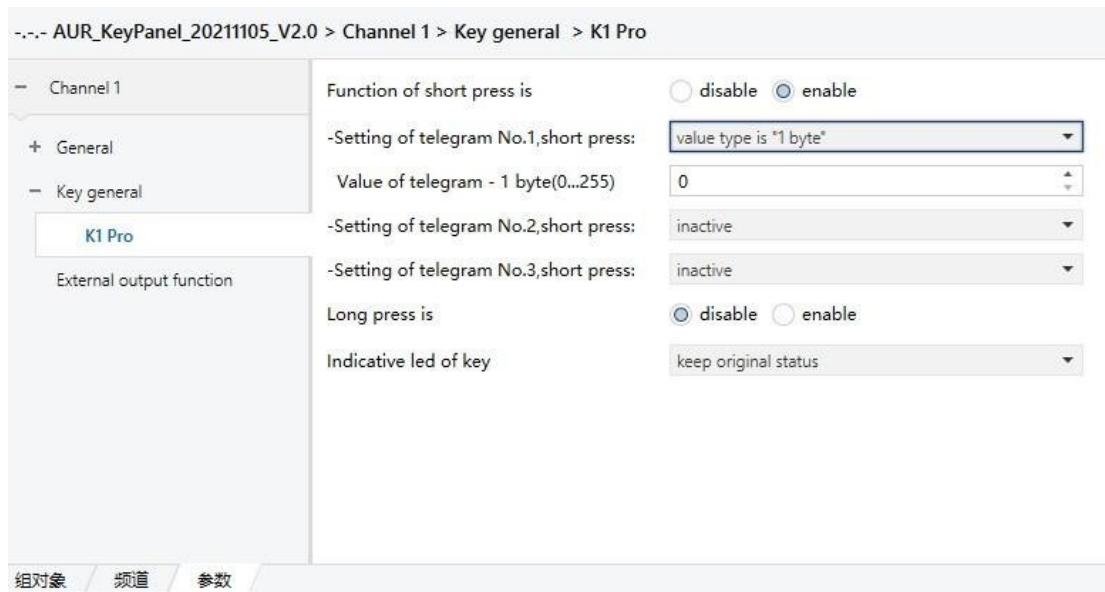 -.-.- AUR_KeyPanel_20211105_V2.0 > Channel 1 > Key general > K1 Pro
− Channel 1
+ General
− Key general
K1 Pro
External output function
Function of short press is disable enable
-Setting of telegram No.1,short press: value type is "1 byte"
Value of telegram - 1 byte(0...255) 0
-Setting of telegram No.2,short press: inactive
-Setting of telegram No.3,short press: inactive
Long press is disable enable
Indicative led of key keep original status
组对象 / 频道 / 参数 /